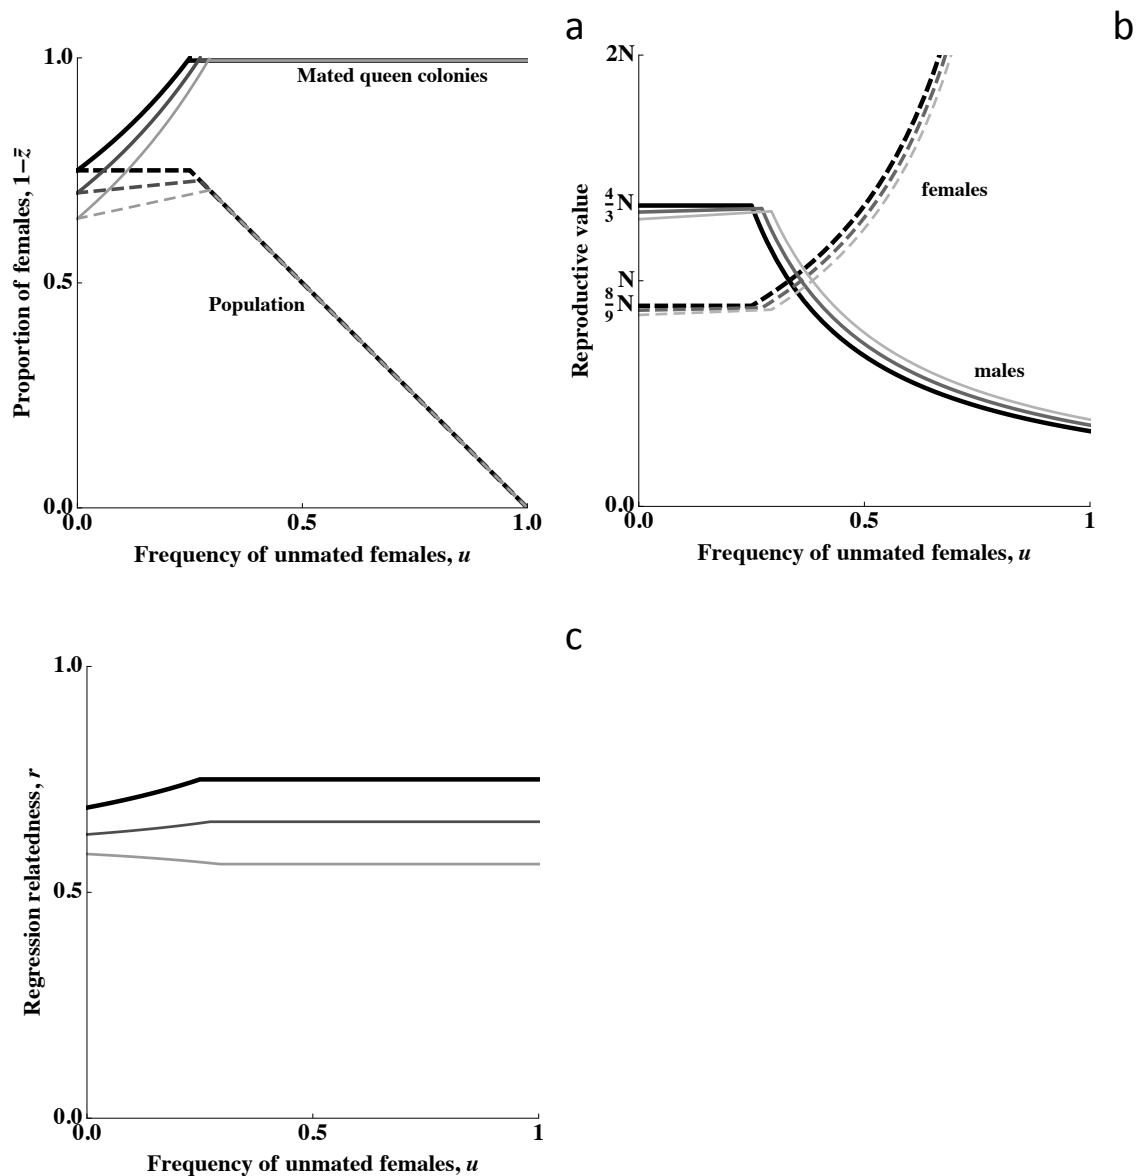 a
1.0
Mated queen colonies
Proportion of females, 1−z̄
0.5
Population
0.0
0.0
0.5
1.0
Frequency of unmated females, u
b
2N
females
Reproductive value
4/3 N
N
8/9 N
males
0.0
0.0
0.5
1
Frequency of unmated females, u
c
1.0
Regression relatedness, r
0.5
0.0
0.0
0.5
1
Frequency of unmated females, u